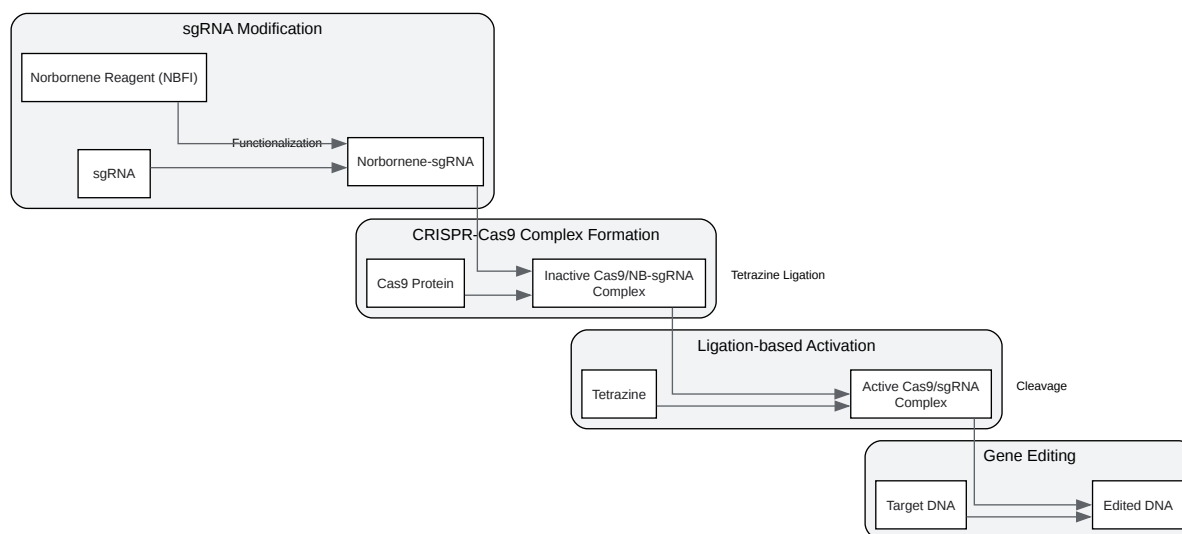 sgRNA Modification
Norbornene Reagent (NBFI)
Functionalization
sgRNA
Norbornene-sgRNA
CRISPR-Cas9 Complex Formation
Cas9 Protein
Inactive Cas9/NB-sgRNA
Complex
Tetrazine Ligation
Ligation-based Activation
Tetrazine
Active Cas9/sgRNA
Complex
Cleavage
Gene Editing
Target DNA
Edited DNA